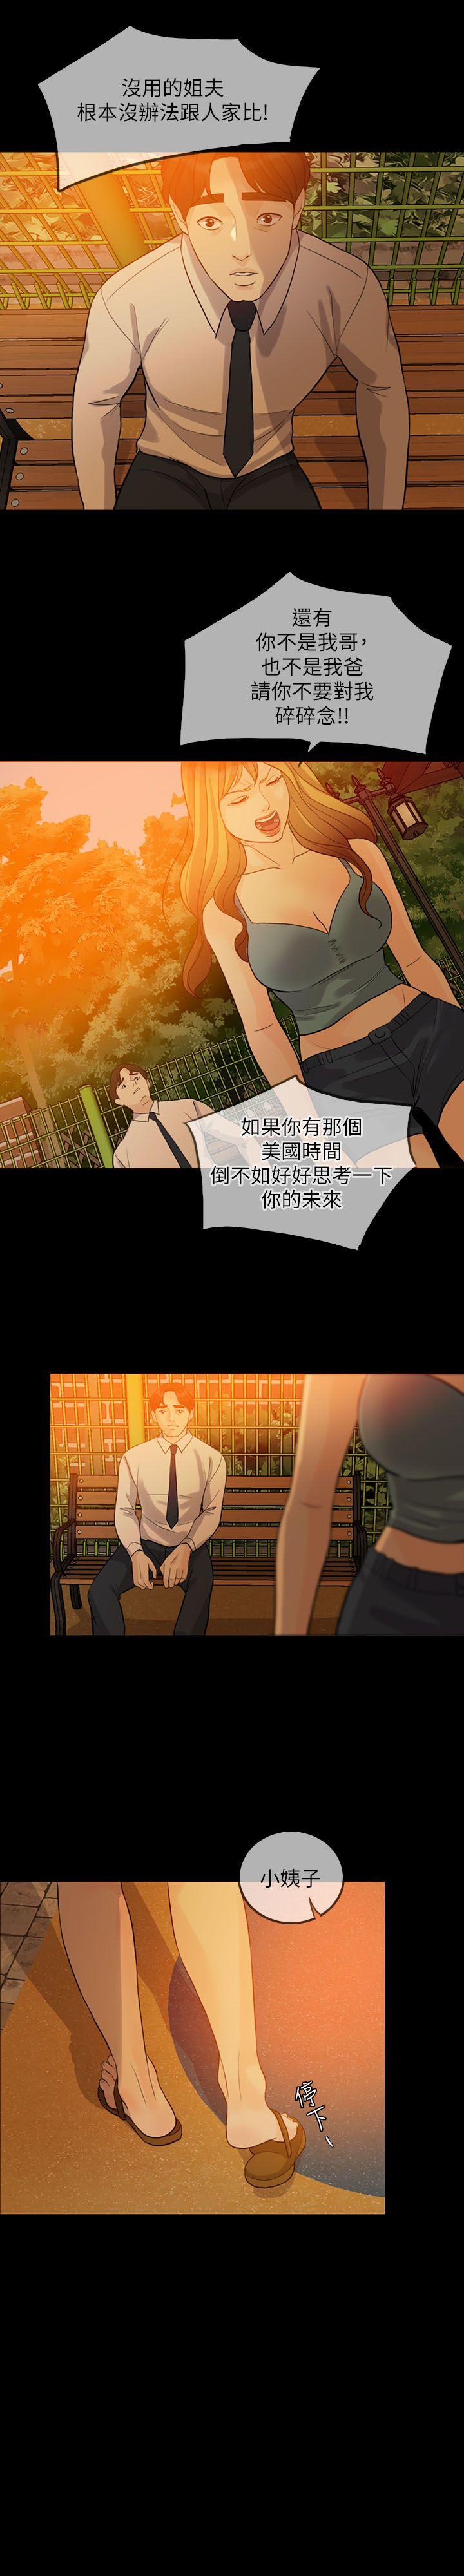 沒用的姐夫
根本沒辦法跟人家比!
還有
你不是我哥，
也不是我爸
請你不要對我
碎碎念!!
如果你有那個
美國時間
倒不如好好思考一下
你的未來
小姨子
停下